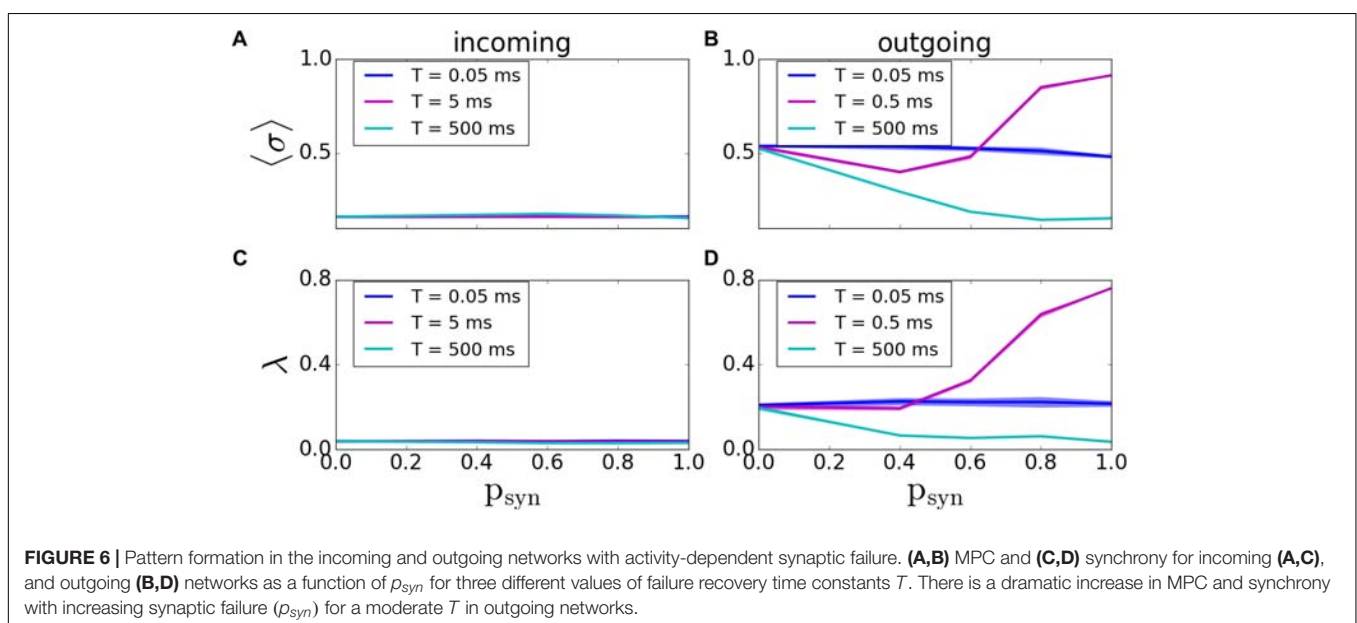 A incoming B outgoing
1.0
0.5
⟨σ⟩
T = 0.05 ms
T = 5 ms
T = 500 ms
1.0
0.5
T = 0.05 ms
T = 0.5 ms
T = 500 ms
C
0.8
0.4
0.0
λ
T = 0.05 ms
T = 5 ms
T = 500 ms
0.0 0.2 0.4 0.6 0.8 1.0
p_syn
D
0.8
0.4
0.0
T = 0.05 ms
T = 0.5 ms
T = 500 ms
0.0 0.2 0.4 0.6 0.8 1.0
p_syn
FIGURE 6 | Pattern formation in the incoming and outgoing networks with activity-dependent synaptic failure. (A,B) MPC and (C,D) synchrony for incoming (A,C),
and outgoing (B,D) networks as a function of p_syn for three different values of failure recovery time constants T. There is a dramatic increase in MPC and synchrony
with increasing synaptic failure (p_syn) for a moderate T in outgoing networks.